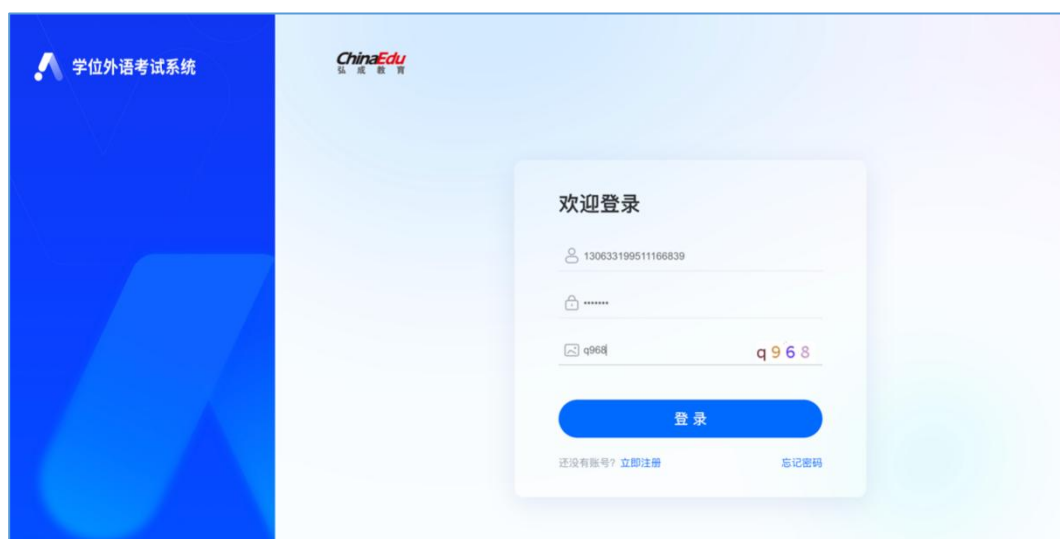 学位外语考试系统
ChinaEdu
弘成教育
欢迎登录
130633199511166839
•••••••
q968
q968
登录
还没有账号? 立即注册
忘记密码